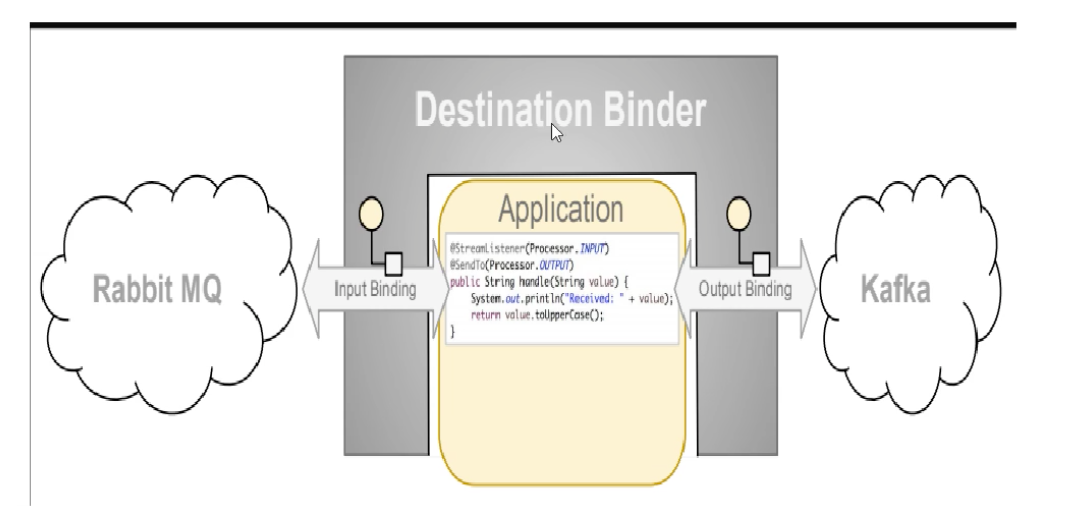 Destination Binder
Application
@StreamListener(Processor.INPUT)
@SendTo(Processor.OUTPUT)
public String handle(String value) {
System.out.println("Received: " + value);
return value.toUpperCase();
}
Rabbit MQ
Input Binding
Output Binding
Kafka